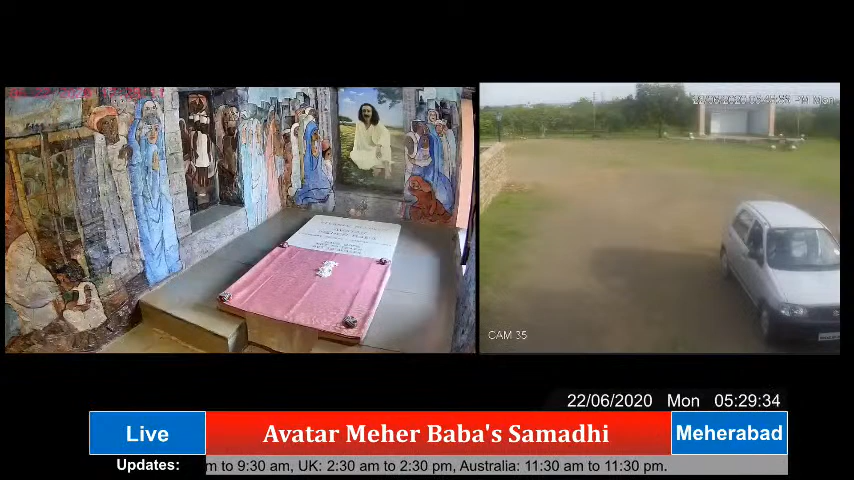 CAM 35
22/06/2020 Mon 05:29:34
Live
Avatar Meher Baba's Samadhi
Meherabad
Updates:
m to 9:30 am, UK: 2:30 am to 2:30 pm, Australia: 11:30 am to 11:30 pm.